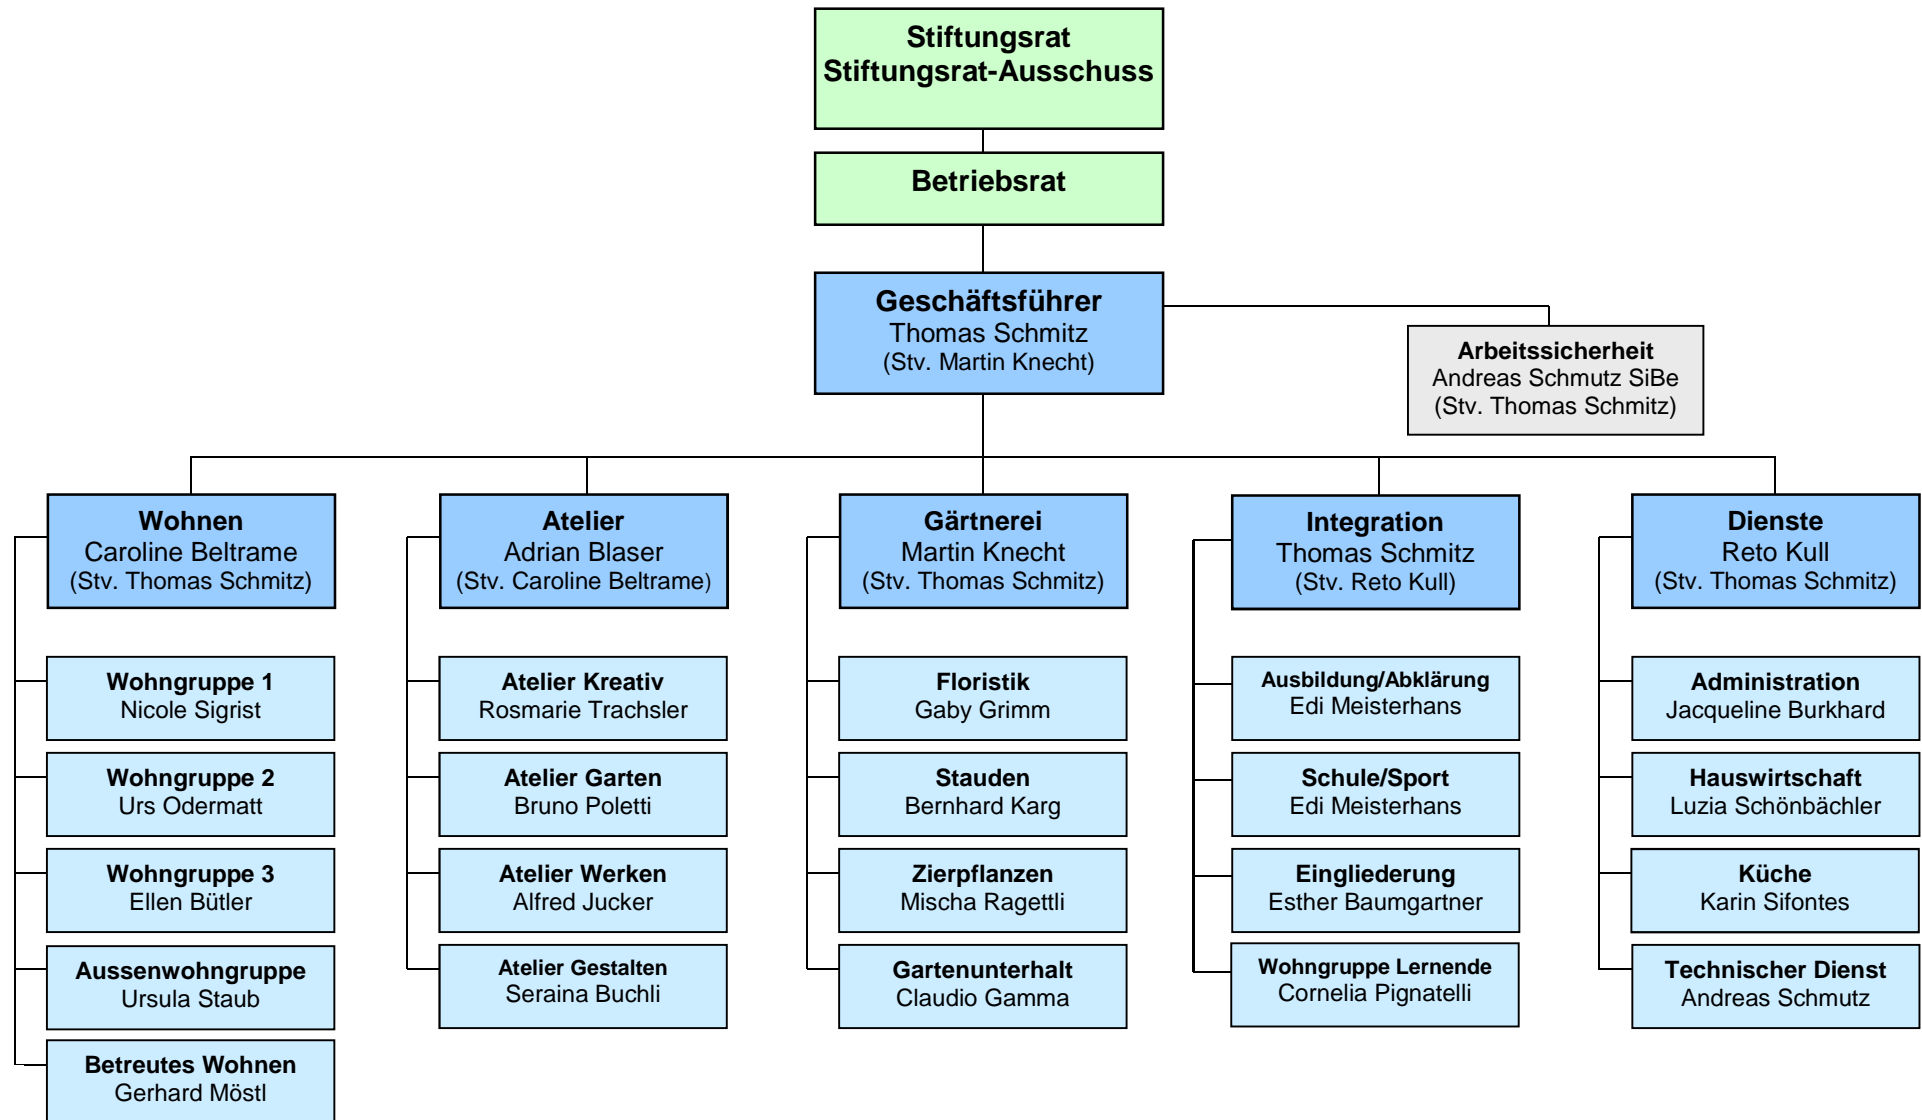 Stiftungsrat
Stiftungsrat-Ausschuss
Betriebsrat
Geschäftsführer
Thomas Schmitz
(Stv. Martin Knecht)
Arbeitssicherheit
Andreas Schmutz SiBe
(Stv. Thomas Schmitz)
Wohnen
Caroline Beltrame
(Stv. Thomas Schmitz)
Wohngruppe 1
Nicole Sigrist
Wohngruppe 2
Urs Odermatt
Wohngruppe 3
Ellen Bütler
Aussenwohngruppe
Ursula Staub
Betreutes Wohnen
Gerhard Möstl
Atelier
Adrian Blaser
(Stv. Caroline Beltrame)
Atelier Kreativ
Rosmarie Trachsler
Atelier Garten
Bruno Poletti
Atelier Werken
Alfred Jucker
Atelier Gestalten
Seraina Buchli
Gärtnerei
Martin Knecht
(Stv. Thomas Schmitz)
Floristik
Gaby Grimm
Stauden
Bernhard Karg
Zierpflanzen
Mischa Ragettli
Gartenunterhalt
Claudio Gamma
Integration
Thomas Schmitz
(Stv. Reto Kull)
Ausbildung/Abklärung
Edi Meisterhans
Schule/Sport
Edi Meisterhans
Eingliederung
Esther Baumgartner
Wohngruppe Lernende
Cornelia Pignatelli
Dienste
Reto Kull
(Stv. Thomas Schmitz)
Administration
Jacqueline Burkhard
Hauswirtschaft
Luzia Schönbächler
Küche
Karin Sifontes
Technischer Dienst
Andreas Schmutz